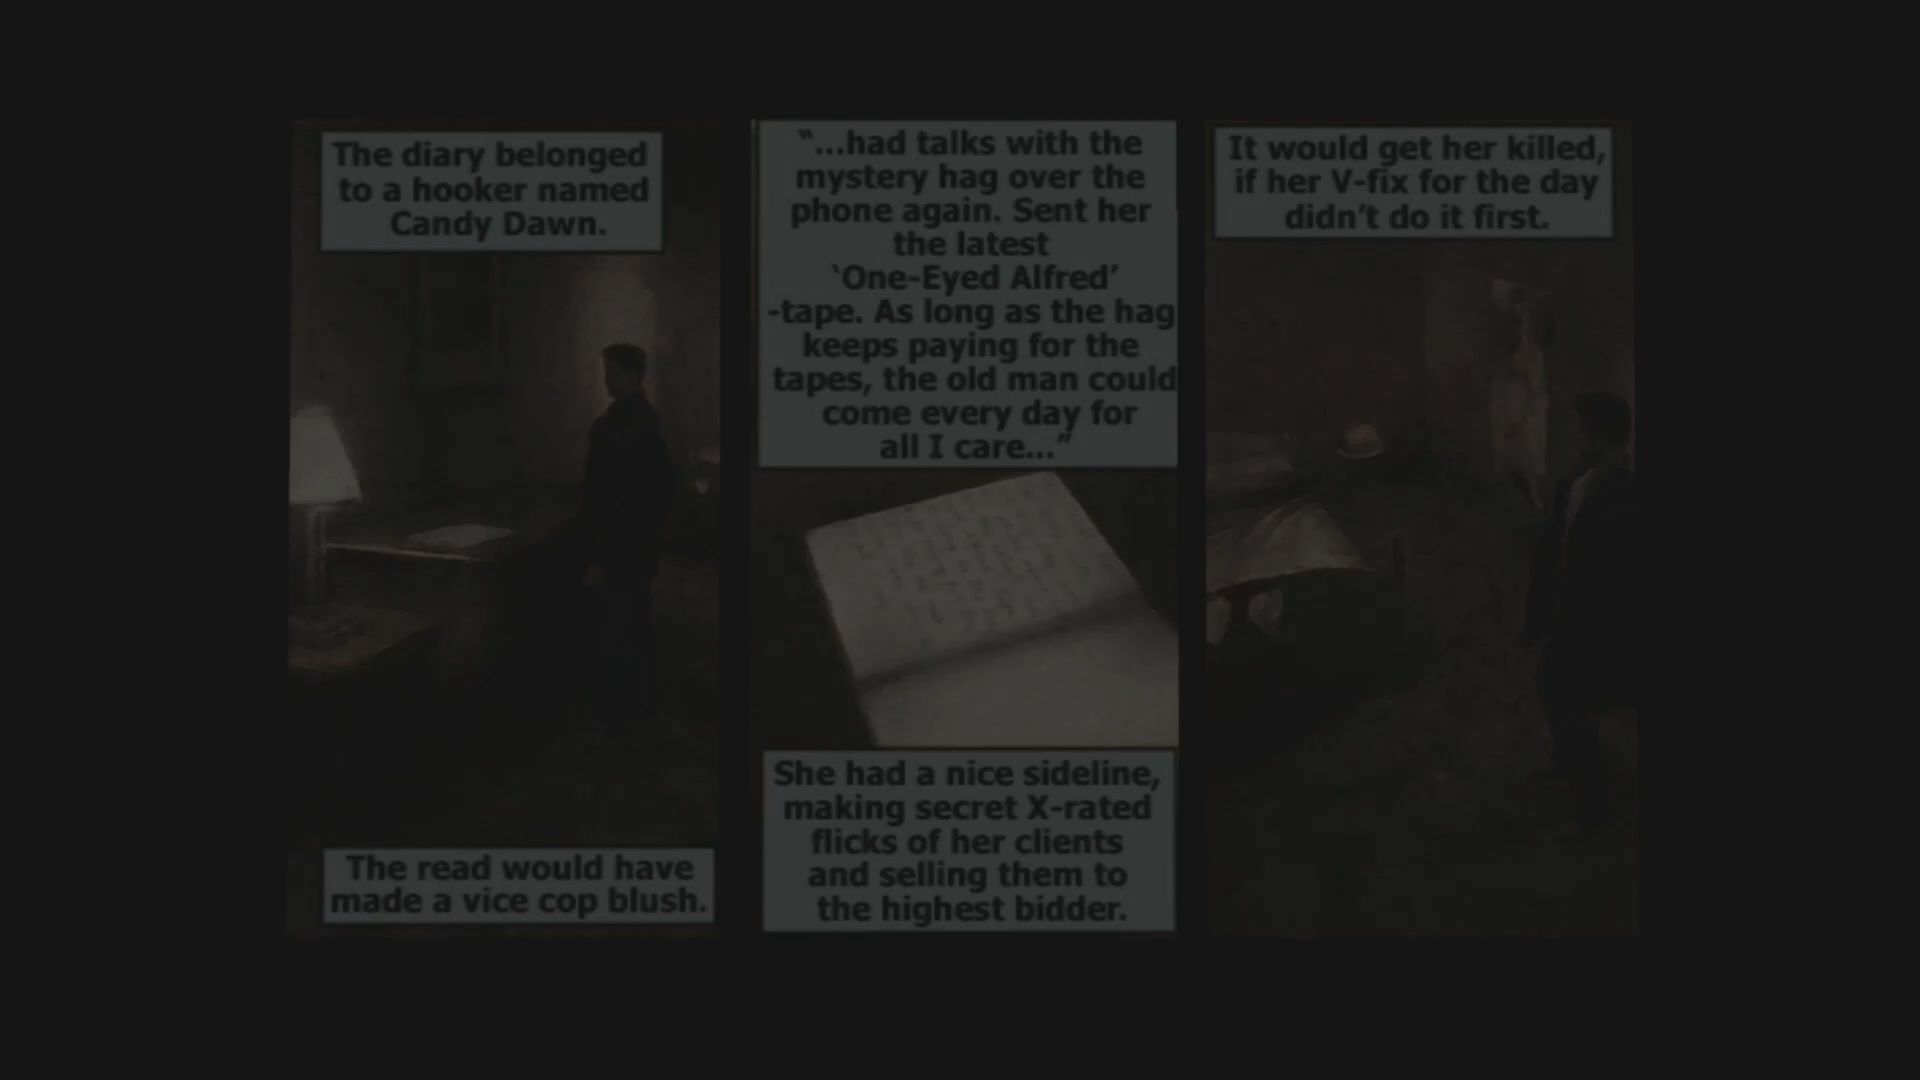 The diary belonged
to a hooker named
Candy Dawn.
The read would have
made a vice cop blush.
“...had talks with the
mystery hag over the
phone again. Sent her
the latest
‘One-Eyed Alfred’
-tape. As long as the hag
keeps paying for the
tapes, the old man could
come every day for
all I care...”
She had a nice sideline,
making secret X-rated
flicks of her clients
and selling them to
the highest bidder.
It would get her killed,
if her V-fix for the day
didn’t do it first.